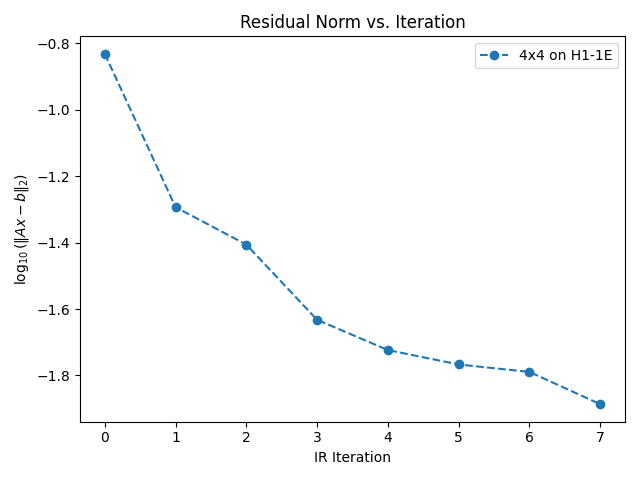 Residual Norm vs. Iteration
4x4 on H1-1E
−0.8
−1.0
−1.2
−1.4
−1.6
−1.8
log₁₀(‖Ax − b‖₂)
0 1 2 3 4 5 6 7
IR Iteration